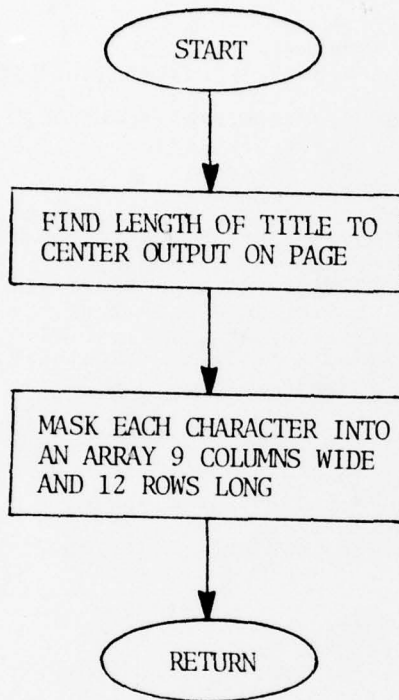 START
FIND LENGTH OF TITLE TO
CENTER OUTPUT ON PAGE
MASK EACH CHARACTER INTO
AN ARRAY 9 COLUMNS WIDE
AND 12 ROWS LONG
RETURN